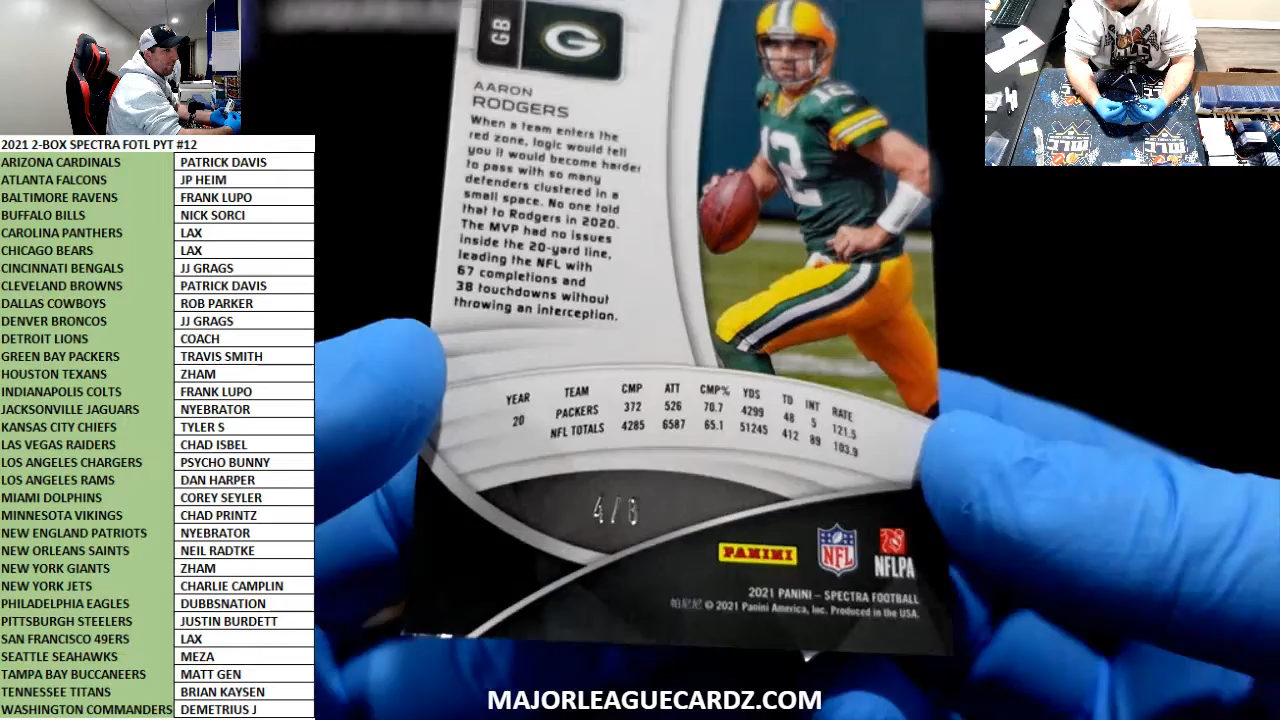 2021 2-BOX SPECTRA FOTL PYT #12
ARIZONA CARDINALS PATRICK DAVIS
ATLANTA FALCONS JP HEIM
BALTIMORE RAVENS FRANK LUPO
BUFFALO BILLS NICK SORCI
CAROLINA PANTHERS LAX
CHICAGO BEARS LAX
CINCINNATI BENGALS JJ GRAGS
CLEVELAND BROWNS PATRICK DAVIS
DALLAS COWBOYS ROB PARKER
DENVER BRONCOS JJ GRAGS
DETROIT LIONS COACH
GREEN BAY PACKERS TRAVIS SMITH
HOUSTON TEXANS ZHAM
INDIANAPOLIS COLTS FRANK LUPO
JACKSONVILLE JAGUARS NYEBRATOR
KANSAS CITY CHIEFS TYLER S
LAS VEGAS RAIDERS CHAD ISBEL
LOS ANGELES CHARGERS PSYCHO BUNNY
LOS ANGELES RAMS DAN HARPER
MIAMI DOLPHINS COREY SEYLER
MINNESOTA VIKINGS CHAD PRINTZ
NEW ENGLAND PATRIOTS NYEBRATOR
NEW ORLEANS SAINTS NEIL RADTKE
NEW YORK GIANTS ZHAM
NEW YORK JETS CHARLIE CAMPLIN
PHILADELPHIA EAGLES DUBBSNATION
PITTSBURGH STEELERS JUSTIN BURDETT
SAN FRANCISCO 49ERS LAX
SEATTLE SEAHAWKS MEZA
TAMPA BAY BUCCANEERS MATT GEN
TENNESSEE TITANS BRIAN KAYSEN
WASHINGTON COMMANDERS DEMETRIUS J
GB
G
AARON
RODGERS
When a team enters the
red zone, logic would tell
you it would become harder
to pass with so many
defenders clustered in a
small space. No one told
that to Rodgers in 2020.
The MVP had no issues
inside the 20-yard line,
leading the NFL with
67 completions and
38 touchdowns without
throwing an interception.
12
12
YEAR TEAM CMP ATT CMP% YDS TD INT RATE
20 PACKERS 372 526 70.7 4299 48 5 121.5
NFL TOTALS 4285 6587 65.1 51245 412 89 103.9
4/8
PANINI NFL NFLPA
2021 PANINI – SPECTRA FOOTBALL
© 2021 Panini America, Inc. Produced in the USA.
MAJORLEAGUECARDZ.COM
MLC